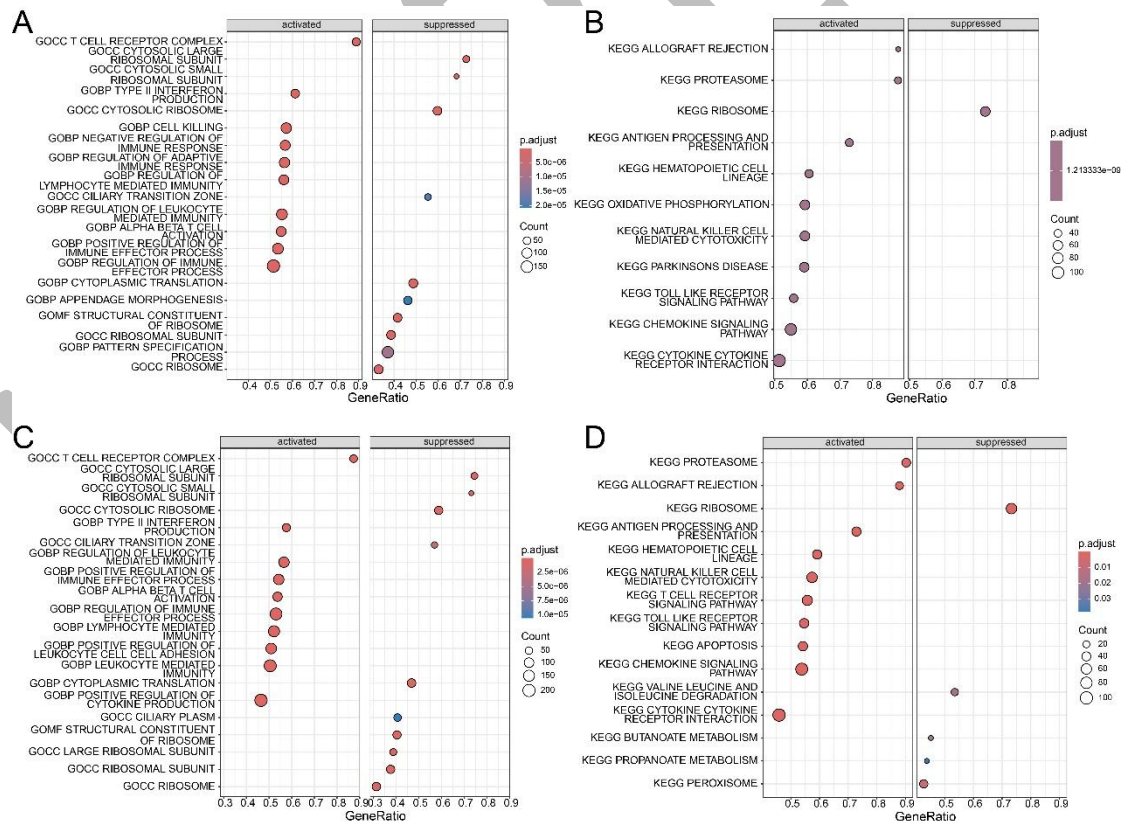 A
activated
suppressed
GOCC T CELL RECEPTOR COMPLEX
GOCC CYTOSOLIC LARGE
RIBOSOMAL SUBUNIT
GOCC CYTOSOLIC SMALL
RIBOSOMAL SUBUNIT
GOBP TYPE II INTERFERON
PRODUCTION
GOCC CYTOSOLIC RIBOSOME
GOBP CELL KILLING
GOBP NEGATIVE REGULATION OF
IMMUNE RESPONSE
GOBP REGULATION OF ADAPTIVE
IMMUNE RESPONSE
GOBP REGULATION OF
LYMPHOCYTE MEDIATED IMMUNITY
GOCC CILIARY TRANSITION ZONE
GOBP REGULATION OF LEUKOCYTE
MEDIATED IMMUNITY
GOBP ALPHA BETA T CELL
ACTIVATION
GOBP POSITIVE REGULATION OF
IMMUNE EFFECTOR PROCESS
GOBP REGULATION OF IMMUNE
EFFECTOR PROCESS
GOBP CYTOPLASMIC TRANSLATION
GOBP APPENDAGE MORPHOGENESIS
GOMF STRUCTURAL CONSTITUENT
OF RIBOSOME
GOCC RIBOSOMAL SUBUNIT
GOBP PATTERN SPECIFICATION
PROCESS
GOCC RIBOSOME
0.4 0.5 0.6 0.7 0.8 0.9 0.4 0.5 0.6 0.7 0.8 0.9
GeneRatio
p.adjust
5.0e-06
1.0e-05
1.5e-05
2.0e-05
Count
50
100
150
B
activated
suppressed
KEGG ALLOGRAFT REJECTION
KEGG PROTEASOME
KEGG RIBOSOME
KEGG ANTIGEN PROCESSING AND
PRESENTATION
KEGG HEMATOPOIETIC CELL
LINEAGE
KEGG OXIDATIVE PHOSPHORYLATION
KEGG NATURAL KILLER CELL
MEDIATED CYTOTOXICITY
KEGG PARKINSONS DISEASE
KEGG TOLL LIKE RECEPTOR
SIGNALING PATHWAY
KEGG CHEMOKINE SIGNALING
PATHWAY
KEGG CYTOKINE CYTOKINE
RECEPTOR INTERACTION
0.5 0.6 0.7 0.8 0.9 0.5 0.6 0.7 0.8
GeneRatio
p.adjust
1.213333e-09
Count
40
60
80
100
C
activated
suppressed
GOCC T CELL RECEPTOR COMPLEX
GOCC CYTOSOLIC LARGE
RIBOSOMAL SUBUNIT
GOCC CYTOSOLIC SMALL
RIBOSOMAL SUBUNIT
GOCC CYTOSOLIC RIBOSOME
GOBP TYPE II INTERFERON
PRODUCTION
GOCC CILIARY TRANSITION ZONE
GOBP REGULATION OF LEUKOCYTE
MEDIATED IMMUNITY
GOBP POSITIVE REGULATION OF
IMMUNE EFFECTOR PROCESS
GOBP ALPHA BETA T CELL
ACTIVATION
GOBP REGULATION OF IMMUNE
EFFECTOR PROCESS
GOBP LYMPHOCYTE MEDIATED
IMMUNITY
GOBP POSITIVE REGULATION OF
LEUKOCYTE CELL CELL ADHESION
GOBP LEUKOCYTE MEDIATED
IMMUNITY
GOBP CYTOPLASMIC TRANSLATION
GOBP POSITIVE REGULATION OF
CYTOKINE PRODUCTION
GOCC CILIARY PLASM
GOMF STRUCTURAL CONSTITUENT
OF RIBOSOME
GOCC LARGE RIBOSOMAL SUBUNIT
GOCC RIBOSOMAL SUBUNIT
GOCC RIBOSOME
0.3 0.4 0.5 0.6 0.7 0.8 0.9 0.3 0.4 0.5 0.6 0.7 0.8 0.9
GeneRatio
p.adjust
2.5e-06
5.0e-06
7.5e-06
1.0e-05
Count
50
100
150
200
D
activated
suppressed
KEGG PROTEASOME
KEGG ALLOGRAFT REJECTION
KEGG RIBOSOME
KEGG ANTIGEN PROCESSING AND
PRESENTATION
KEGG HEMATOPOIETIC CELL
LINEAGE
KEGG NATURAL KILLER CELL
MEDIATED CYTOTOXICITY
KEGG T CELL RECEPTOR
SIGNALING PATHWAY
KEGG TOLL LIKE RECEPTOR
SIGNALING PATHWAY
KEGG APOPTOSIS
KEGG CHEMOKINE SIGNALING
PATHWAY
KEGG VALINE LEUCINE AND
ISOLEUCINE DEGRADATION
KEGG CYTOKINE CYTOKINE
RECEPTOR INTERACTION
KEGG BUTANOATE METABOLISM
KEGG PROPANOATE METABOLISM
KEGG PEROXISOME
0.5 0.6 0.7 0.8 0.9 0.5 0.6 0.7 0.8 0.9
GeneRatio
p.adjust
0.01
0.02
0.03
Count
20
40
60
80
100